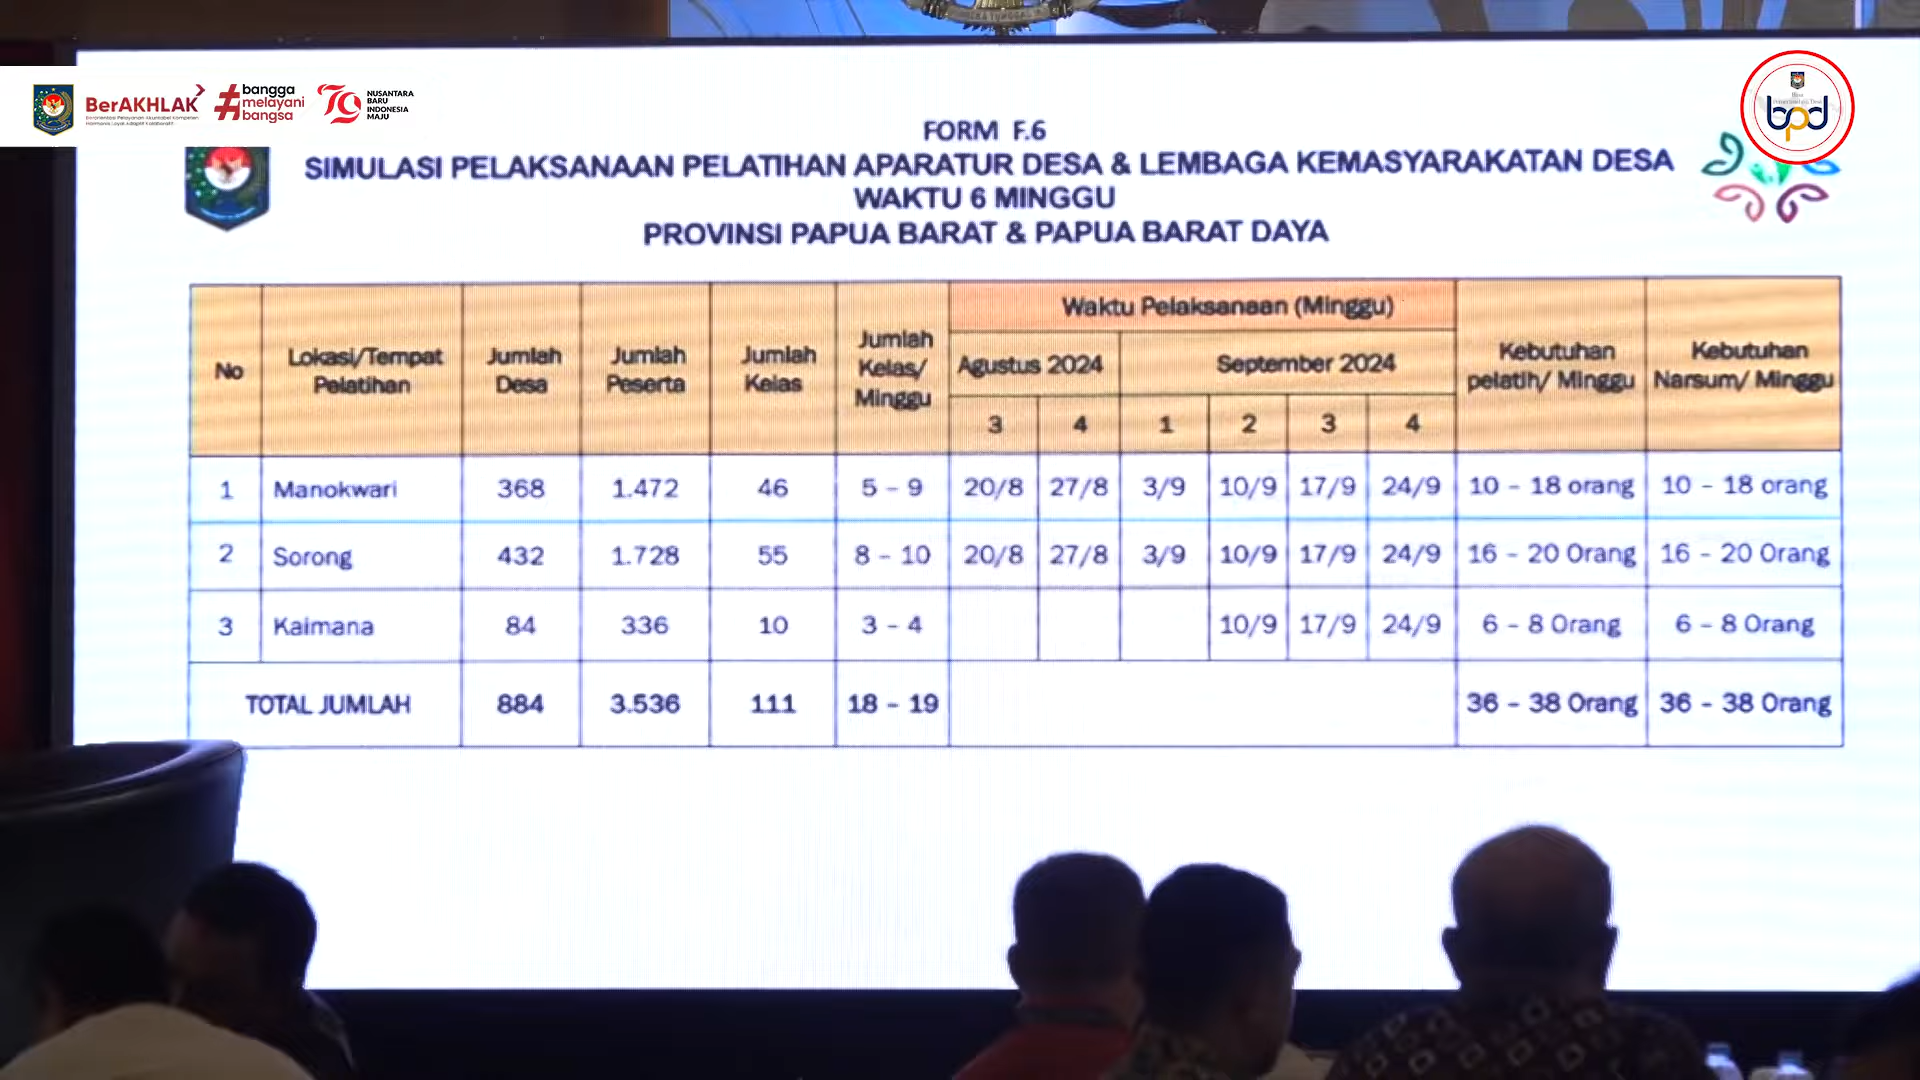 BerAKHLAK
#bangga
melayani
bangsa
79
NUSANTARA
BARU
INDONESIA
MAJU
bpd
FORM F.6
SIMULASI PELAKSANAAN PELATIHAN APARATUR DESA & LEMBAGA KEMASYARAKATAN DESA
WAKTU 6 MINGGU
PROVINSI PAPUA BARAT & PAPUA BARAT DAYA
No
Lokasi/Tempat
Pelatihan
Jumlah
Desa
Jumlah
Peserta
Jumlah
Kelas
Jumlah
Kelas/
Minggu
Waktu Pelaksanaan (Minggu)
Agustus 2024
September 2024
3 4 1 2 3 4
Kebutuhan
pelatih/ Minggu
Kebutuhan
Narsum/ Minggu
1 Manokwari 368 1.472 46 5 – 9 20/8 27/8 3/9 10/9 17/9 24/9 10 – 18 orang 10 – 18 orang
2 Sorong 432 1.728 55 8 – 10 20/8 27/8 3/9 10/9 17/9 24/9 16 – 20 Orang 16 – 20 Orang
3 Kaimana 84 336 10 3 – 4 10/9 17/9 24/9 6 – 8 Orang 6 – 8 Orang
TOTAL JUMLAH 884 3.536 111 18 – 19 36 – 38 Orang 36 – 38 Orang